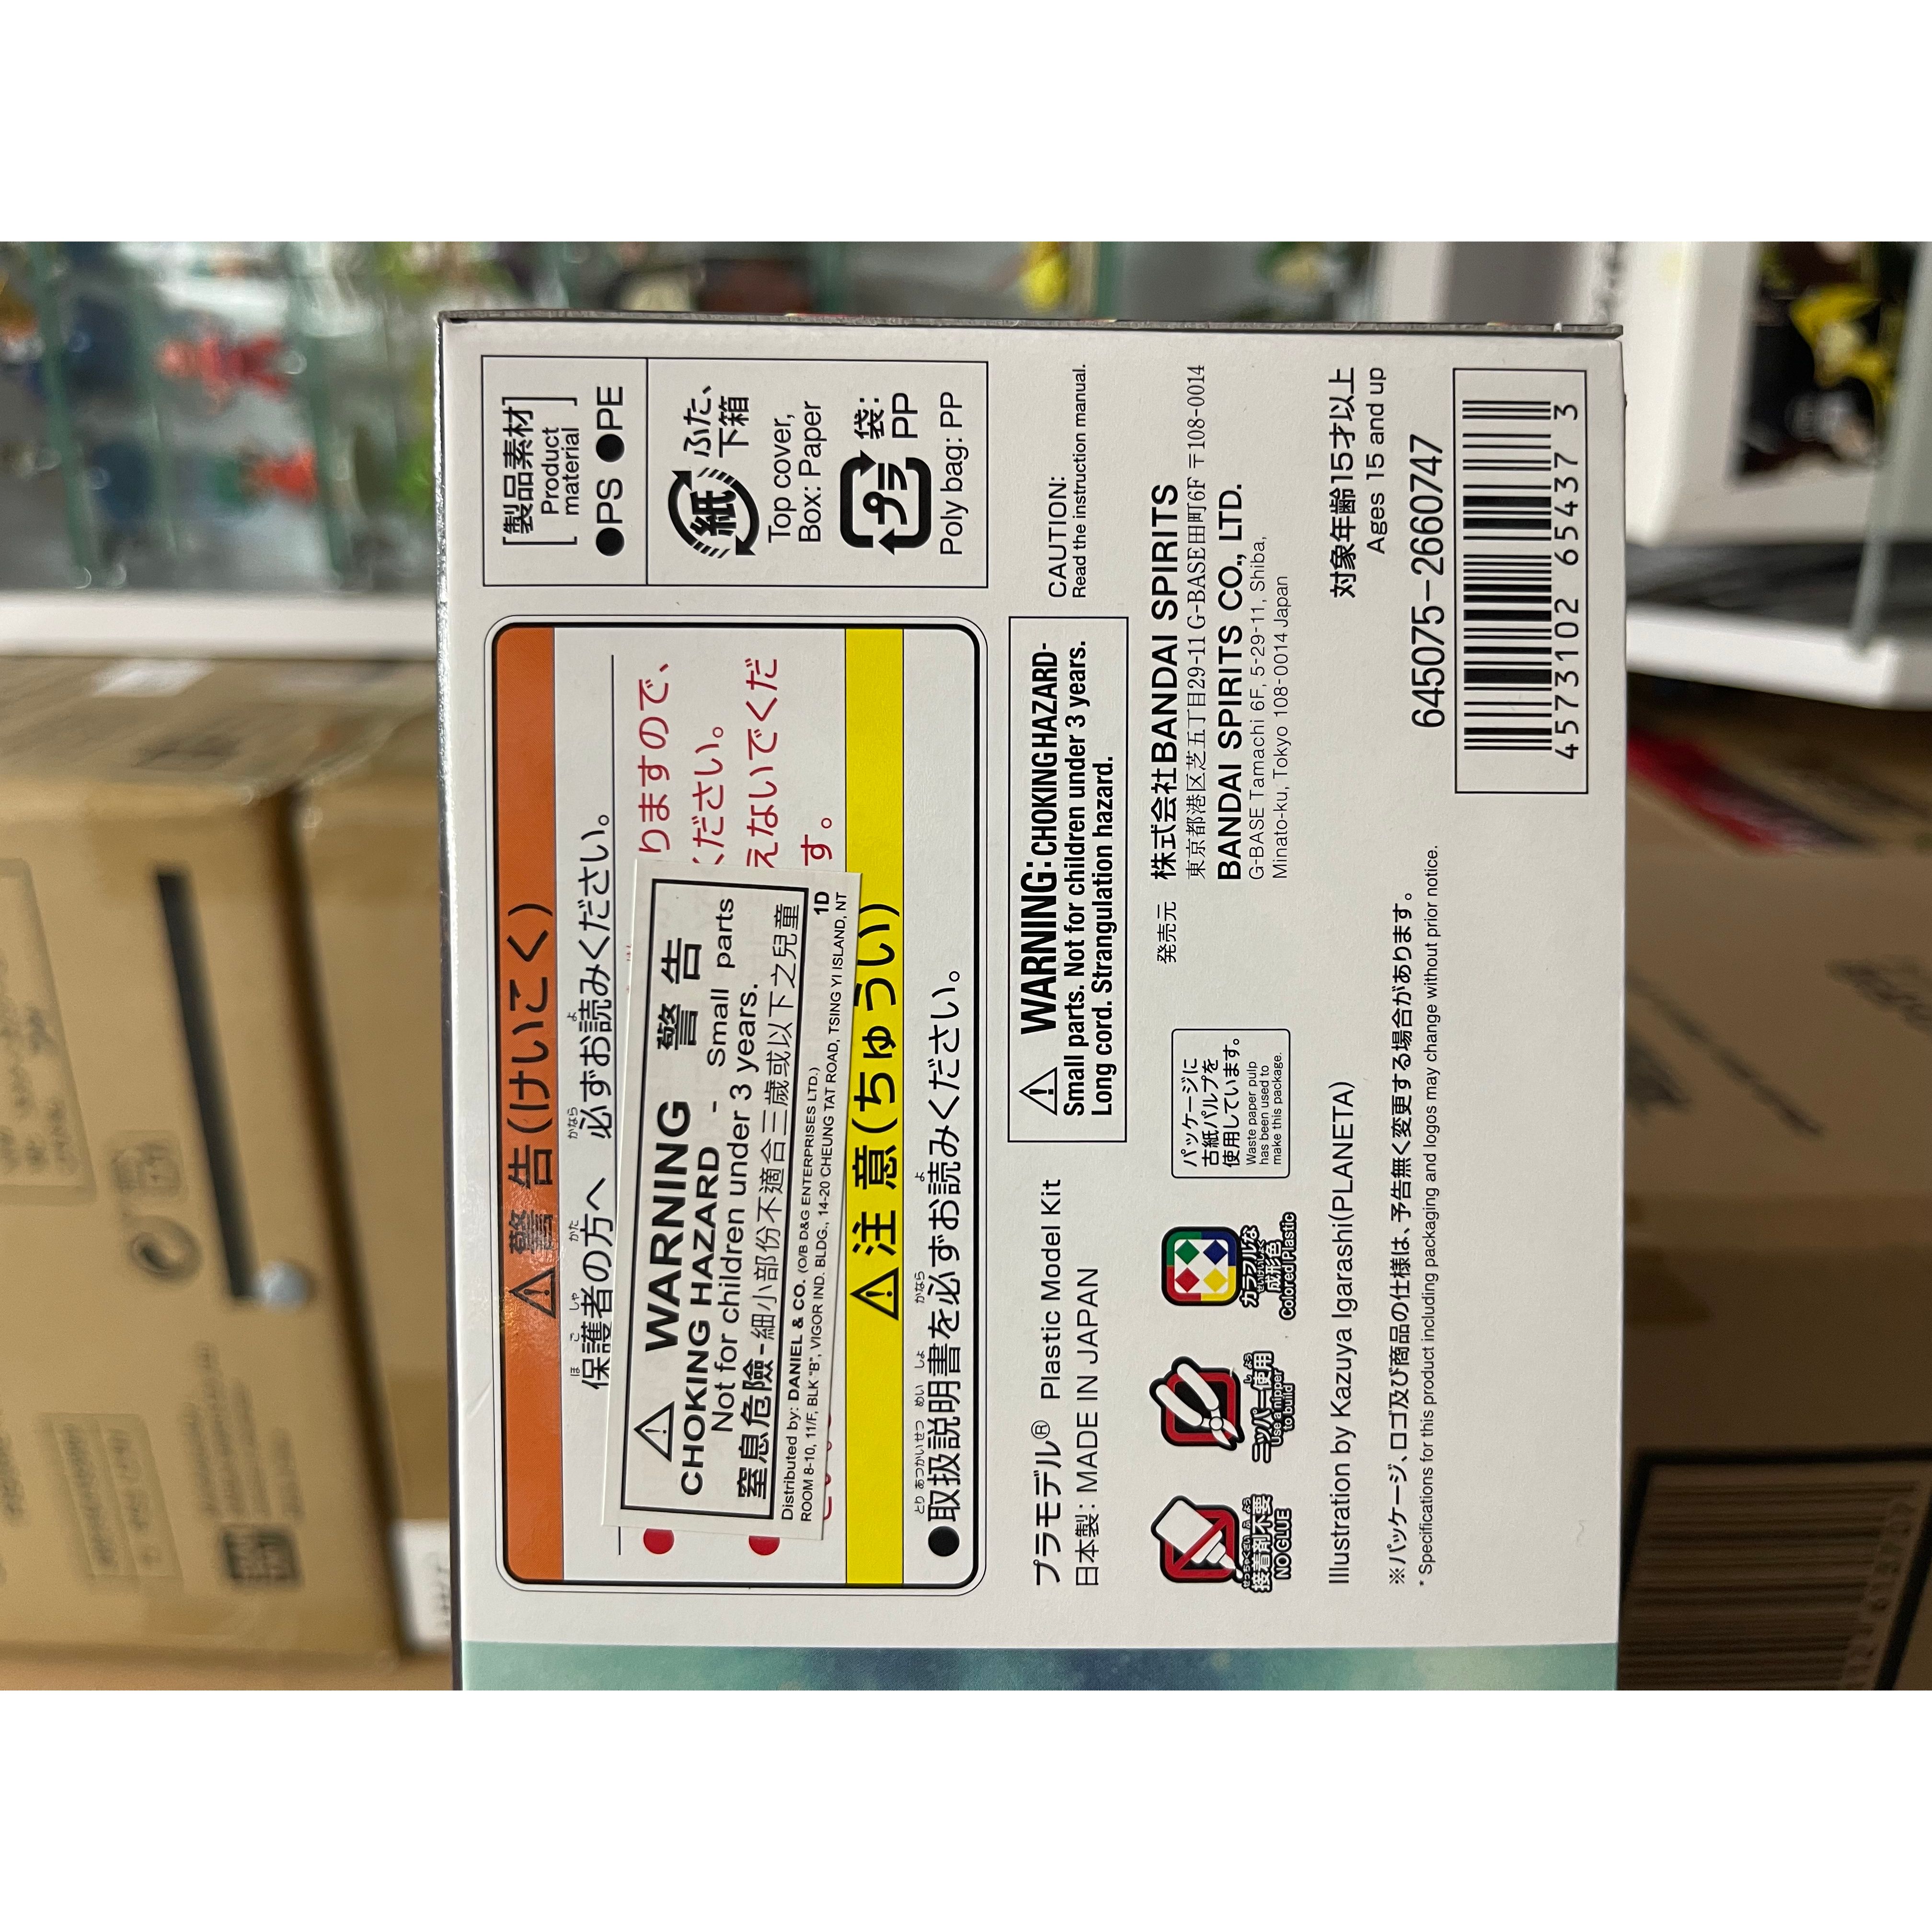 警告(けいこく)
保護者の方へ 必ずお読みください。
りますので、
ください。
えないでくだ
す。
WARNING 警告
CHOKING HAZARD - Small parts
Not for children under 3 years.
窒息危險-細小部份不適合三歲或以下之兒童
1D
Distributed by: DANIEL & CO. (O/B D&G ENTERPRISES LTD.)
ROOM 8-10, 11/F, BLK "B", VIGOR IND. BLDG., 14-20 CHEUNG TAT ROAD, TSING YI ISLAND, NT
注意(ちゅうい)
●取扱説明書を必ずお読みください。
[製品素材]
[Product material]
●PS ●PE
紙
ふた、
下箱
Top cover,
Box: Paper
プラ
袋:
PP
Poly bag: PP
プラモデル® Plastic Model Kit
日本製: MADE IN JAPAN
WARNING: CHOKING HAZARD-
Small parts. Not for children under 3 years.
Long cord. Strangulation hazard.
CAUTION:
Read the instruction manual.
接着剤不要
NO GLUE
ニッパー使用
Use a nipper
to build
カラフルな
成形色
Colored Plastic
パッケージに
古紙パルプを
使用しています。
Waste paper pulp
has been used to
make this package.
発売元 株式会社BANDAI SPIRITS
東京都港区芝五丁目29-11 G-BASE田町6F 〒108-0014
BANDAI SPIRITS CO., LTD.
G-BASE Tamachi 6F, 5-29-11, Shiba,
Minato-ku, Tokyo 108-0014 Japan
Illustration by Kazuya Igarashi(PLANETA)
対象年齢15才以上
Ages 15 and up
※パッケージ、ロゴ及び商品の仕様は、予告無く変更する場合があります。
* Specifications for this product including packaging and logos may change without prior notice.
645075-2660747
4573102 654373